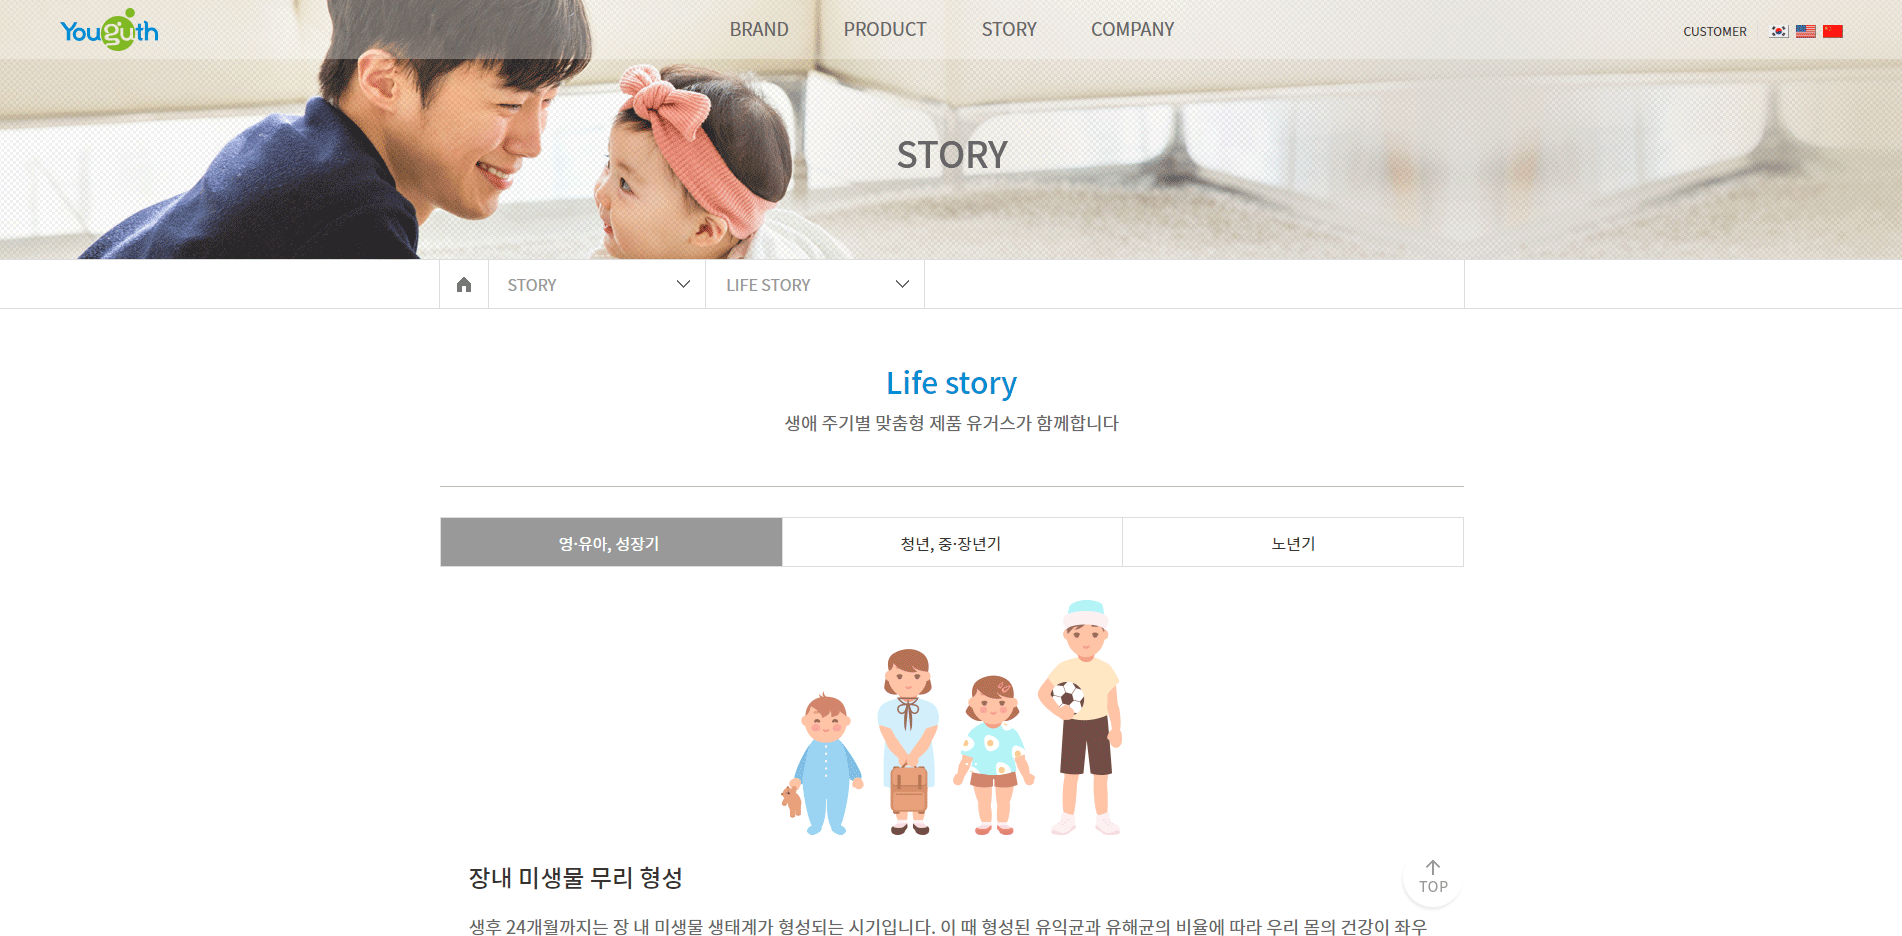 Youguth
BRAND PRODUCT STORY COMPANY
CUSTOMER
STORY
STORY LIFE STORY
Life story
생애 주기별 맞춤형 제품 유거스가 함께합니다
영·유아, 성장기 청년, 중·장년기 노년기
장내 미생물 무리 형성
TOP
생후 24개월까지는 장 내 미생물 생태계가 형성되는 시기입니다. 이 때 형성된 유익균과 유해균의 비율에 따라 우리 몸의 건강이 좌우